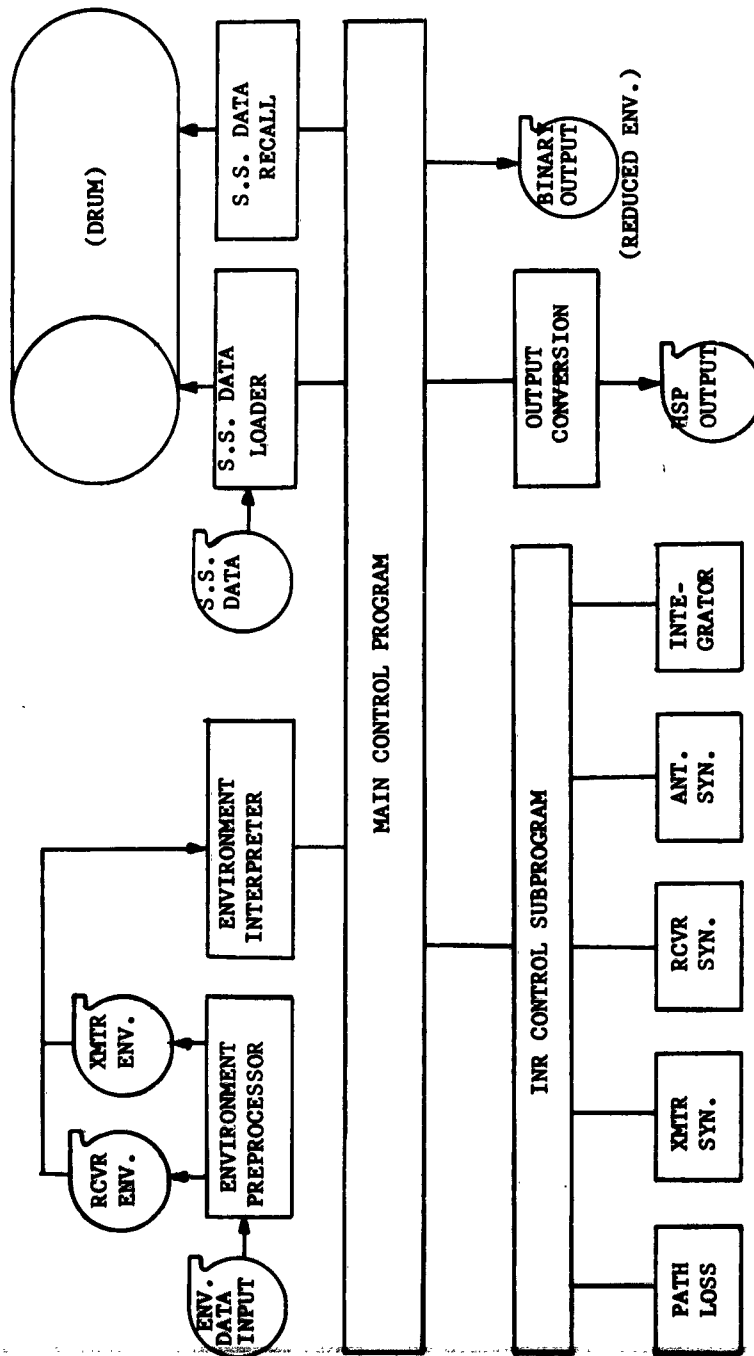 ENV.
DATA
INPUT
RCVR
ENV.
XMTR
ENV.
ENVIRONMENT
PREPROCESSOR
ENVIRONMENT
INTERPRETER
S.S.
DATA
S.S. DATA
LOADER
S.S. DATA
RECALL
(DRUM)
MAIN CONTROL PROGRAM
INR CONTROL SUBPROGRAM
PATH
LOSS
XMTR
SYN.
RCVR
SYN.
ANT.
SYN.
INTE-
GRATOR
OUTPUT
CONVERSION
HSP
OUTPUT
BINARY
OUTPUT
(REDUCED ENV.)